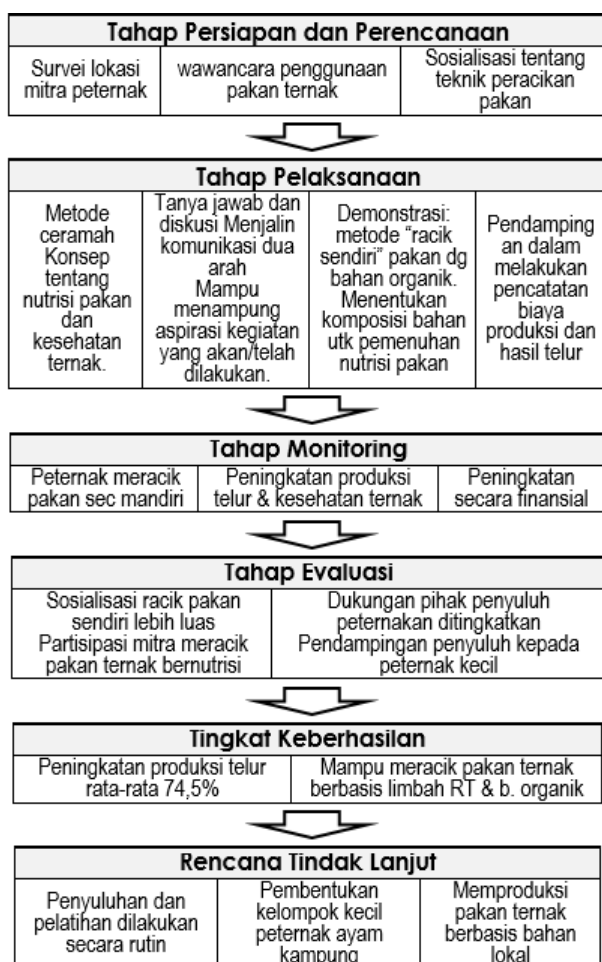 Tahap Persiapan dan Perencanaan
Survei lokasi
mitra peternak
wawancara penggunaan
pakan ternak
Sosialisasi tentang
teknik peracikan
pakan
Tahap Pelaksanaan
Metode
ceramah
Konsep
tentang
nutrisi pakan
dan
kesehatan
ternak.
Tanya jawab dan
diskusi Menjalin
komunikasi dua
arah
Mampu
menampung
aspirasi kegiatan
yang akan/telah
dilakukan.
Demonstrasi:
metode “racik
sendiri” pakan dg
bahan organik.
Menentukan
komposisi bahan
utk pemenuhan
nutrisi pakan
Pendamping
an dalam
melakukan
pencatatan
biaya
produksi dan
hasil telur
Tahap Monitoring
Peternak meracik
pakan sec mandiri
Peningkatan produksi
telur & kesehatan ternak
Peningkatan
secara finansial
Tahap Evaluasi
Sosialisasi racik pakan
sendiri lebih luas
Partisipasi mitra meracik
pakan ternak bernutrisi
Dukungan pihak penyuluh
peternakan ditingkatkan
Pendampingan penyuluh kepada
peternak kecil
Tingkat Keberhasilan
Peningkatan produksi telur
rata-rata 74,5%
Mampu meracik pakan ternak
berbasis limbah RT & b. organik
Rencana Tindak Lanjut
Penyuluhan dan
pelatihan dilakukan
secara rutin
Pembentukan
kelompok kecil
peternak ayam
kampung
Memproduksi
pakan ternak
berbasis bahan
lokal